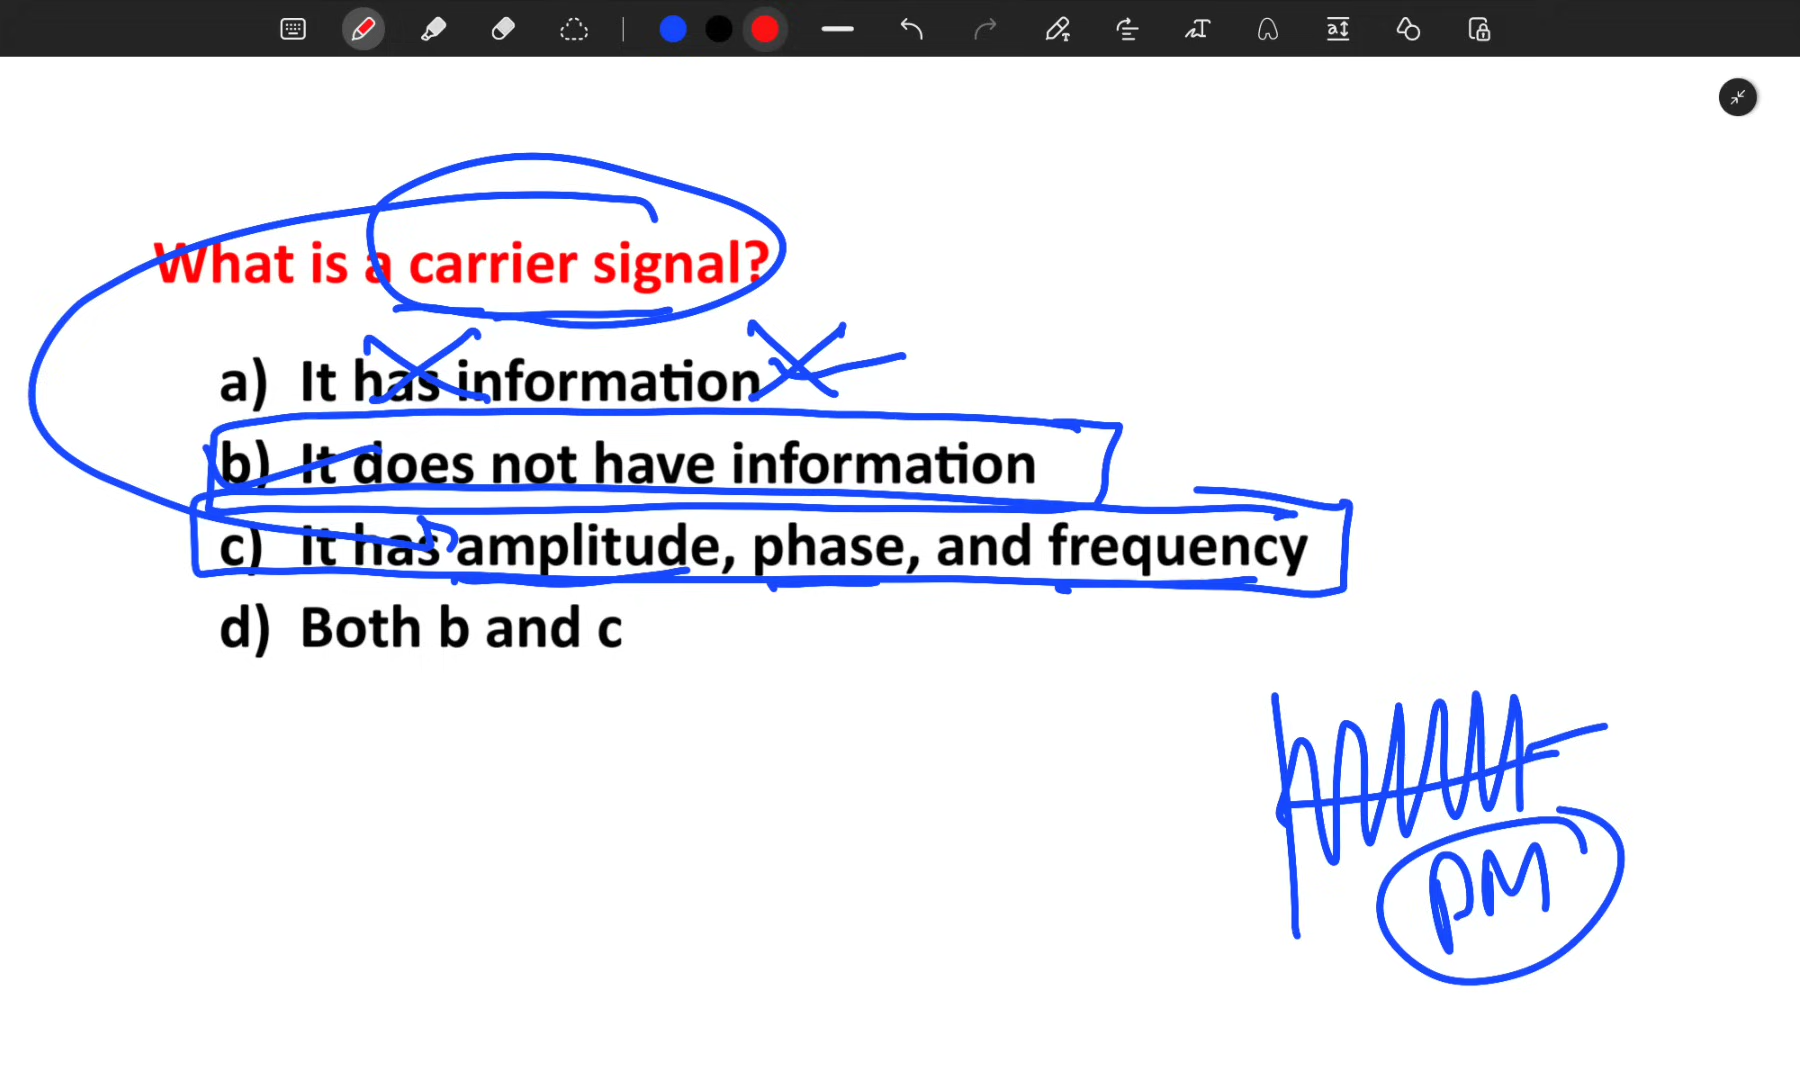 What is a carrier signal?
a) It has information
b) It does not have information
c) It has amplitude, phase, and frequency
d) Both b and c
PM